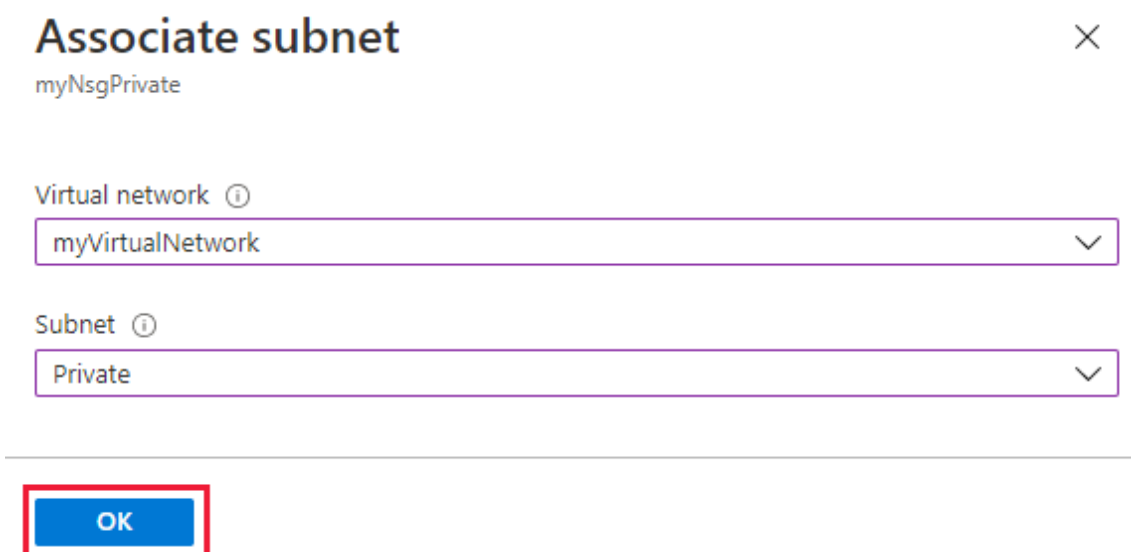 Associate subnet
myNsgPrivate
Virtual network
myVirtualNetwork
Subnet
Private
OK